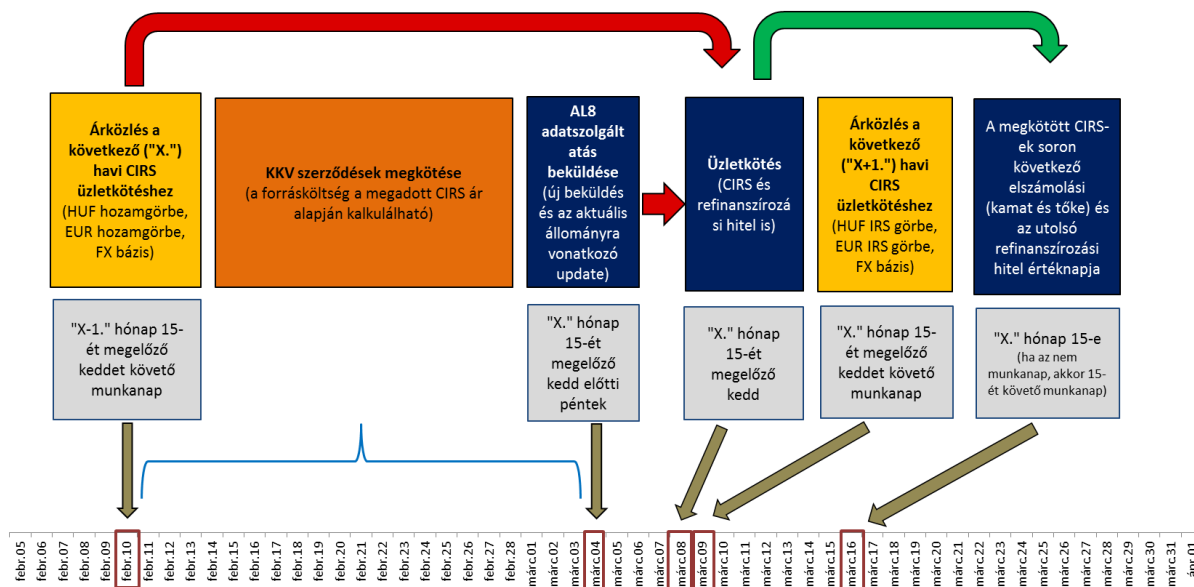 Árközlés a
következő ("X.")
havi CIRS
üzletkötéshez
(HUF hozamgörbe,
EUR hozamgörbe,
FX bázis)
KKV szerződések megkötése
(a forrásköltség a megadott CIRS ár
alapján kalkulálható)
AL8
adatszolgált
atás
beküldése
(új beküldés
és az aktuális
állományra
vonatkozó
update)
Üzletkötés
(CIRS és
refinanszírozá
si hitel is)
Árközlés a
következő
("X+1.") havi
CIRS
üzletkötéshez
(HUF IRS görbe,
EUR IRS görbe,
FX bázis)
A megkötött CIRS-
ek soron
következő
elszámolási
(kamat és tőke) és
az utolsó
refinanszírozási
hitel értéknapja
"X-1." hónap 15-
ét megelőző
keddet követő
munkanap
"X." hónap
15-ét
megelőző
kedd előtti
péntek
"X." hónap
15-ét
megelőző
kedd
"X." hónap 15-
ét megelőző
keddet követő
munkanap
"X." hónap 15-e
(ha az nem
munkanap, akkor 15-
ét követő munkanap)
febr.05
febr.06
febr.07
febr.08
febr.09
febr.10
febr.11
febr.12
febr.13
febr.14
febr.15
febr.16
febr.17
febr.18
febr.19
febr.20
febr.21
febr.22
febr.23
febr.24
febr.25
febr.26
febr.27
febr.28
márc.01
márc.02
márc.03
márc.04
márc.05
márc.06
márc.07
márc.08
márc.09
márc.10
márc.11
márc.12
márc.13
márc.14
márc.15
márc.16
márc.17
márc.18
márc.19
márc.20
márc.21
márc.22
márc.23
márc.24
márc.25
márc.26
márc.27
márc.28
márc.29
márc.30
márc.31
ápr.01